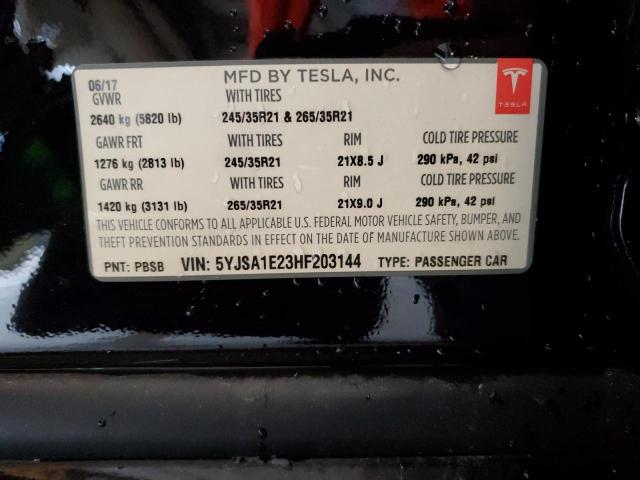 06/17 MFD BY TESLA, INC.
GVWR WITH TIRES
2640 kg (5820 lb) 245/35R21 & 265/35R21
GAWR FRT WITH TIRES RIM COLD TIRE PRESSURE
1276 kg (2813 lb) 245/35R21 21X8.5 J 290 kPa, 42 psi
GAWR RR WITH TIRES RIM COLD TIRE PRESSURE
1420 kg (3131 lb) 265/35R21 21X9.0 J 290 kPa, 42 psi
THIS VEHICLE CONFORMS TO ALL APPLICABLE U.S. FEDERAL MOTOR VEHICLE SAFETY, BUMPER, AND
THEFT PREVENTION STANDARDS IN EFFECT ON THE DATE OF MANUFACTURE SHOWN ABOVE.
PNT: PBSB VIN: 5YJSA1E23HF203144 TYPE: PASSENGER CAR
TESLA